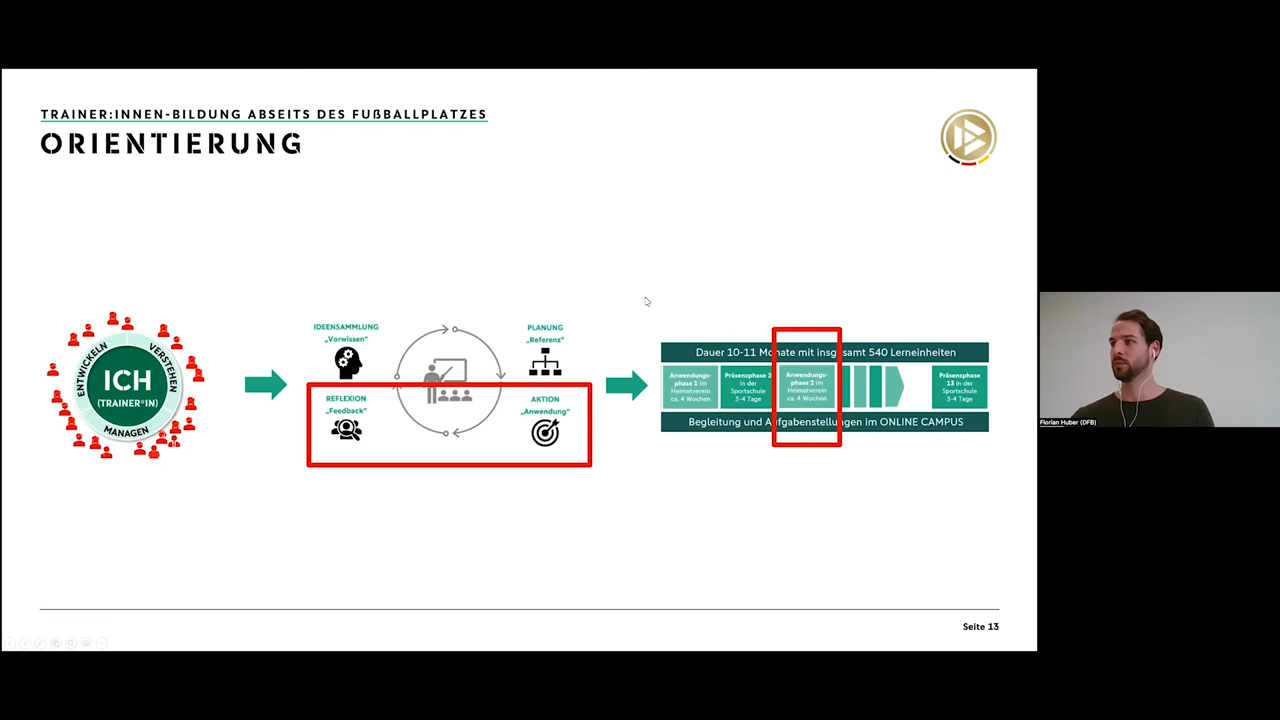 TRAINER:INNEN-BILDUNG ABSEITS DES FUẞBALLPLATZES
ORIENTIERUNG
ENTWICKELN
VERSTEHEN
MANAGEN
ICH
(TRAINER*IN)
IDEENSAMMLUNG
„Vorwissen“
PLANUNG
„Referenz“
REFLEXION
„Feedback“
AKTION
„Anwendung“
Dauer 10-11 Monate mit insgesamt 540 Lerneinheiten
Anwendungs-
phase 1 im
Heimatverein
ca. 4 Wochen
Präsenzphase 2
in der
Sportschule
3-4 Tage
Anwendungs-
phase 2 im
Heimatverein
ca. 4 Wochen
Präsenzphase
13 in der
Sportschule
3-4 Tage
Begleitung und Aufgabenstellungen im ONLINE CAMPUS
Florian Huber (DFB)
Seite 13